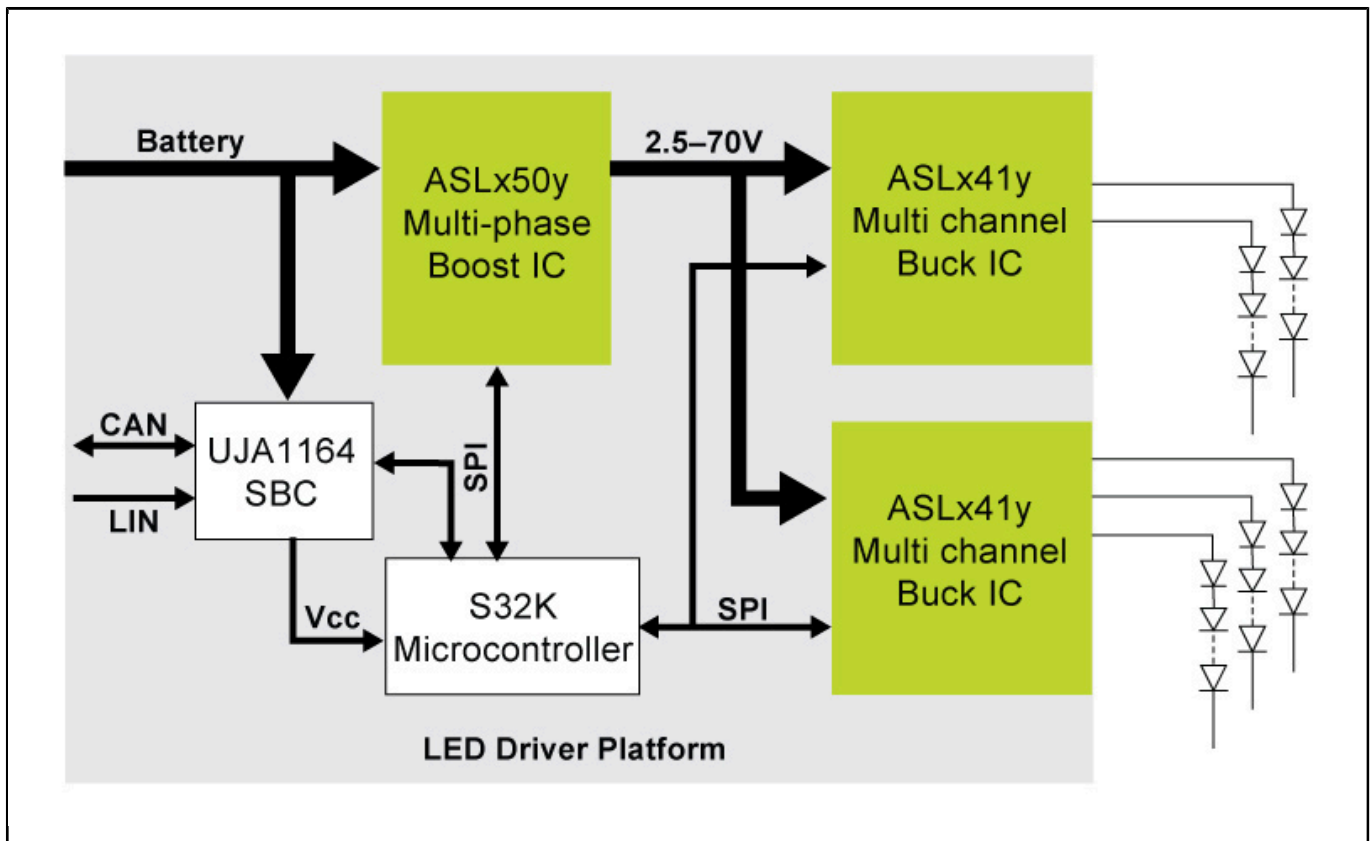 Battery
2.5–70V
ASLx50y
Multi-phase
Boost IC
ASLx41y
Multi channel
Buck IC
CAN
LIN
UJA1164
SBC
SPI
Vcc
S32K
Microcontroller
SPI
ASLx41y
Multi channel
Buck IC
LED Driver Platform